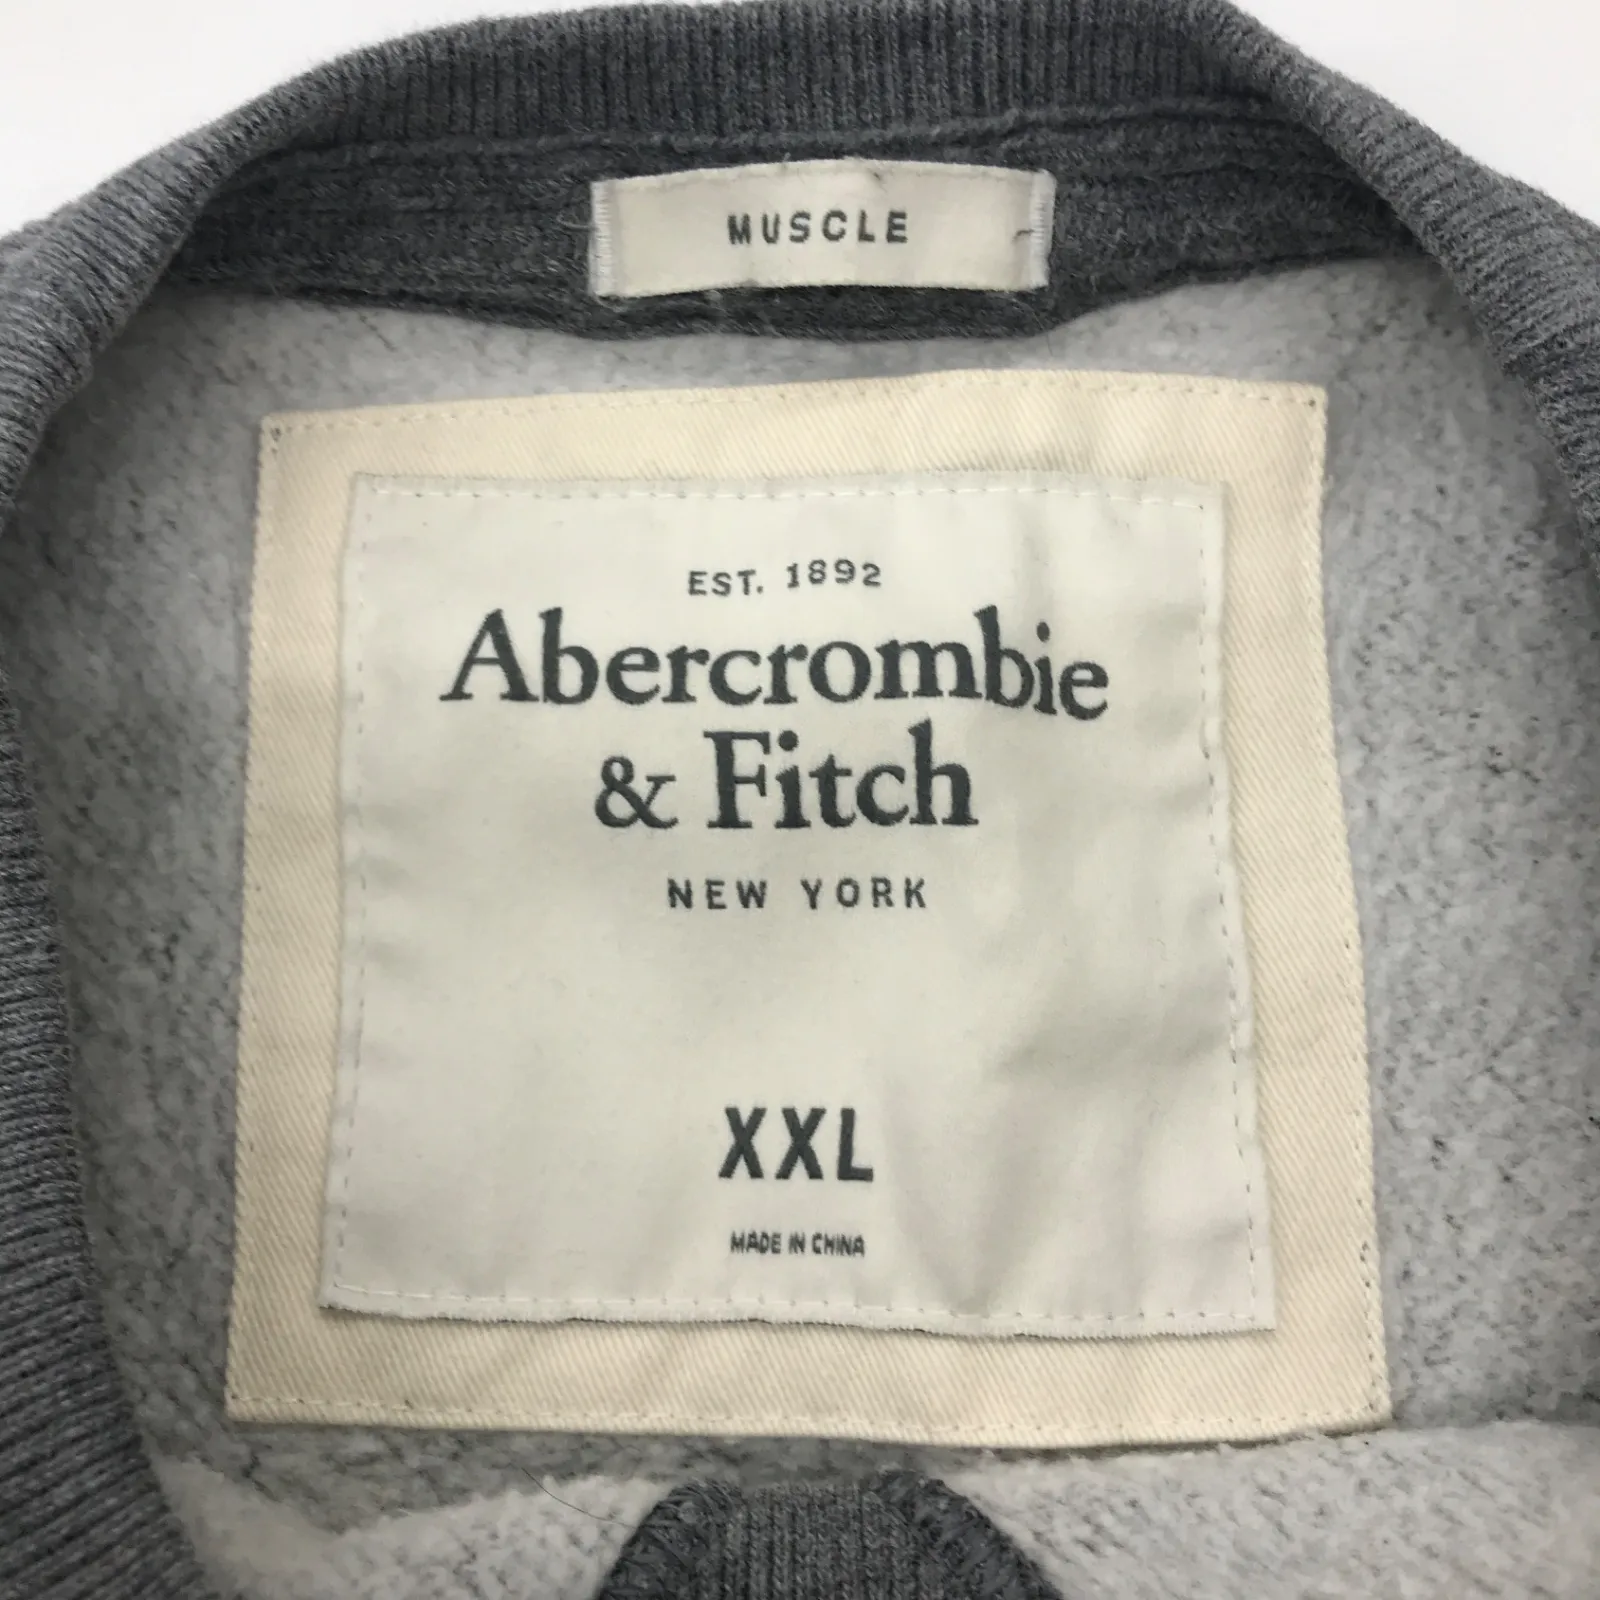 MUSCLE
EST. 1892
Abercrombie
& Fitch
NEW YORK
XXL
MADE IN CHINA